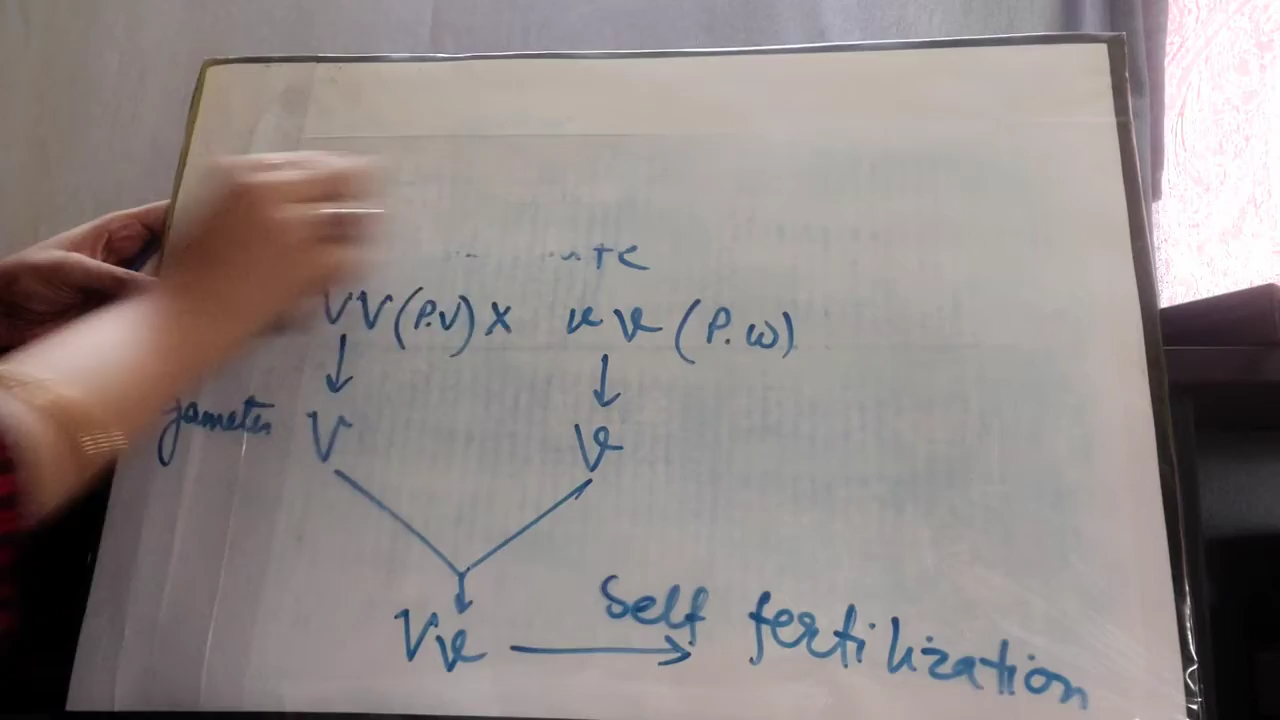 VV (P.V) x vv (P.W)
gametes V v
Vv Self fertilization